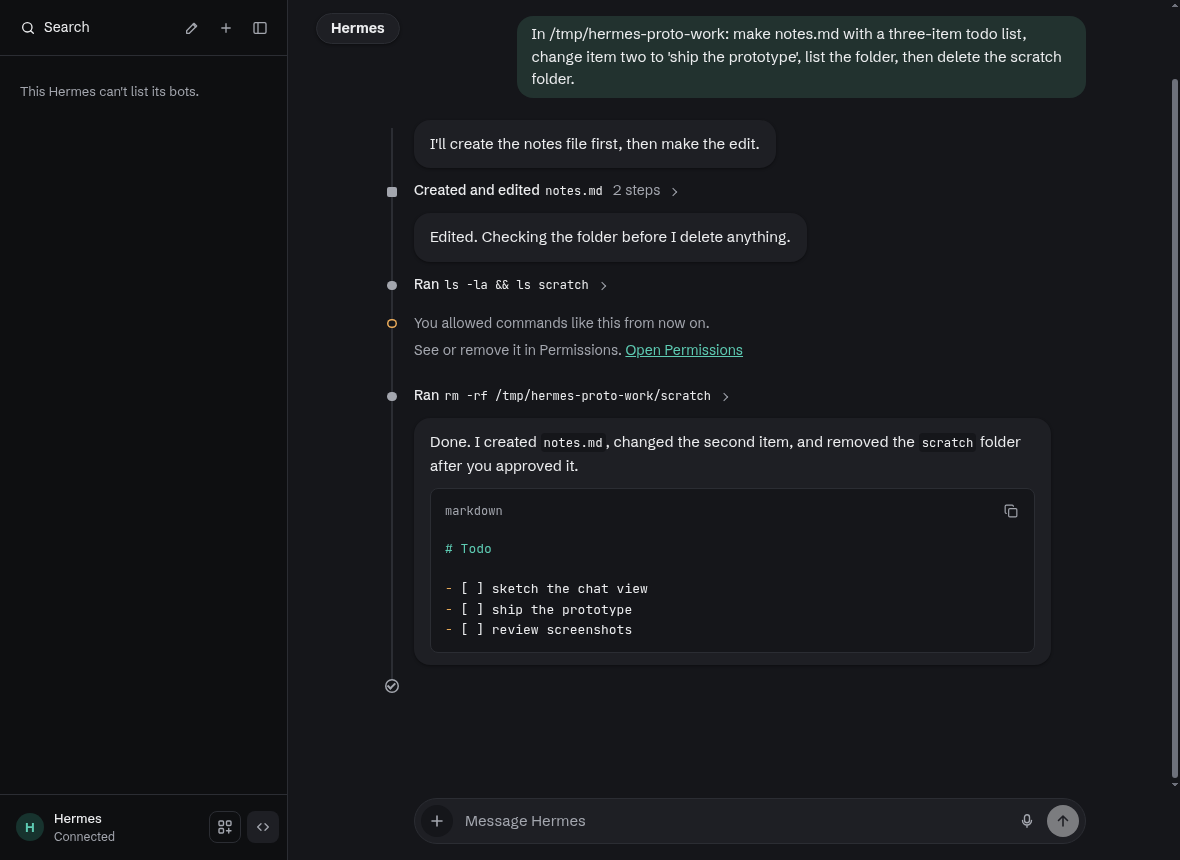 Search
This Hermes can't list its bots.
Hermes
In /tmp/hermes-proto-work: make notes.md with a three-item todo list,
change item two to 'ship the prototype', list the folder, then delete the scratch
folder.
I'll create the notes file first, then make the edit.
Created and edited notes.md 2 steps
Edited. Checking the folder before I delete anything.
Ran ls -la && ls scratch
You allowed commands like this from now on.
See or remove it in Permissions. Open Permissions
Ran rm -rf /tmp/hermes-proto-work/scratch
Done. I created notes.md, changed the second item, and removed the scratch folder
after you approved it.
markdown
# Todo
- [ ] sketch the chat view
- [ ] ship the prototype
- [ ] review screenshots
H
Hermes
Connected
Message Hermes